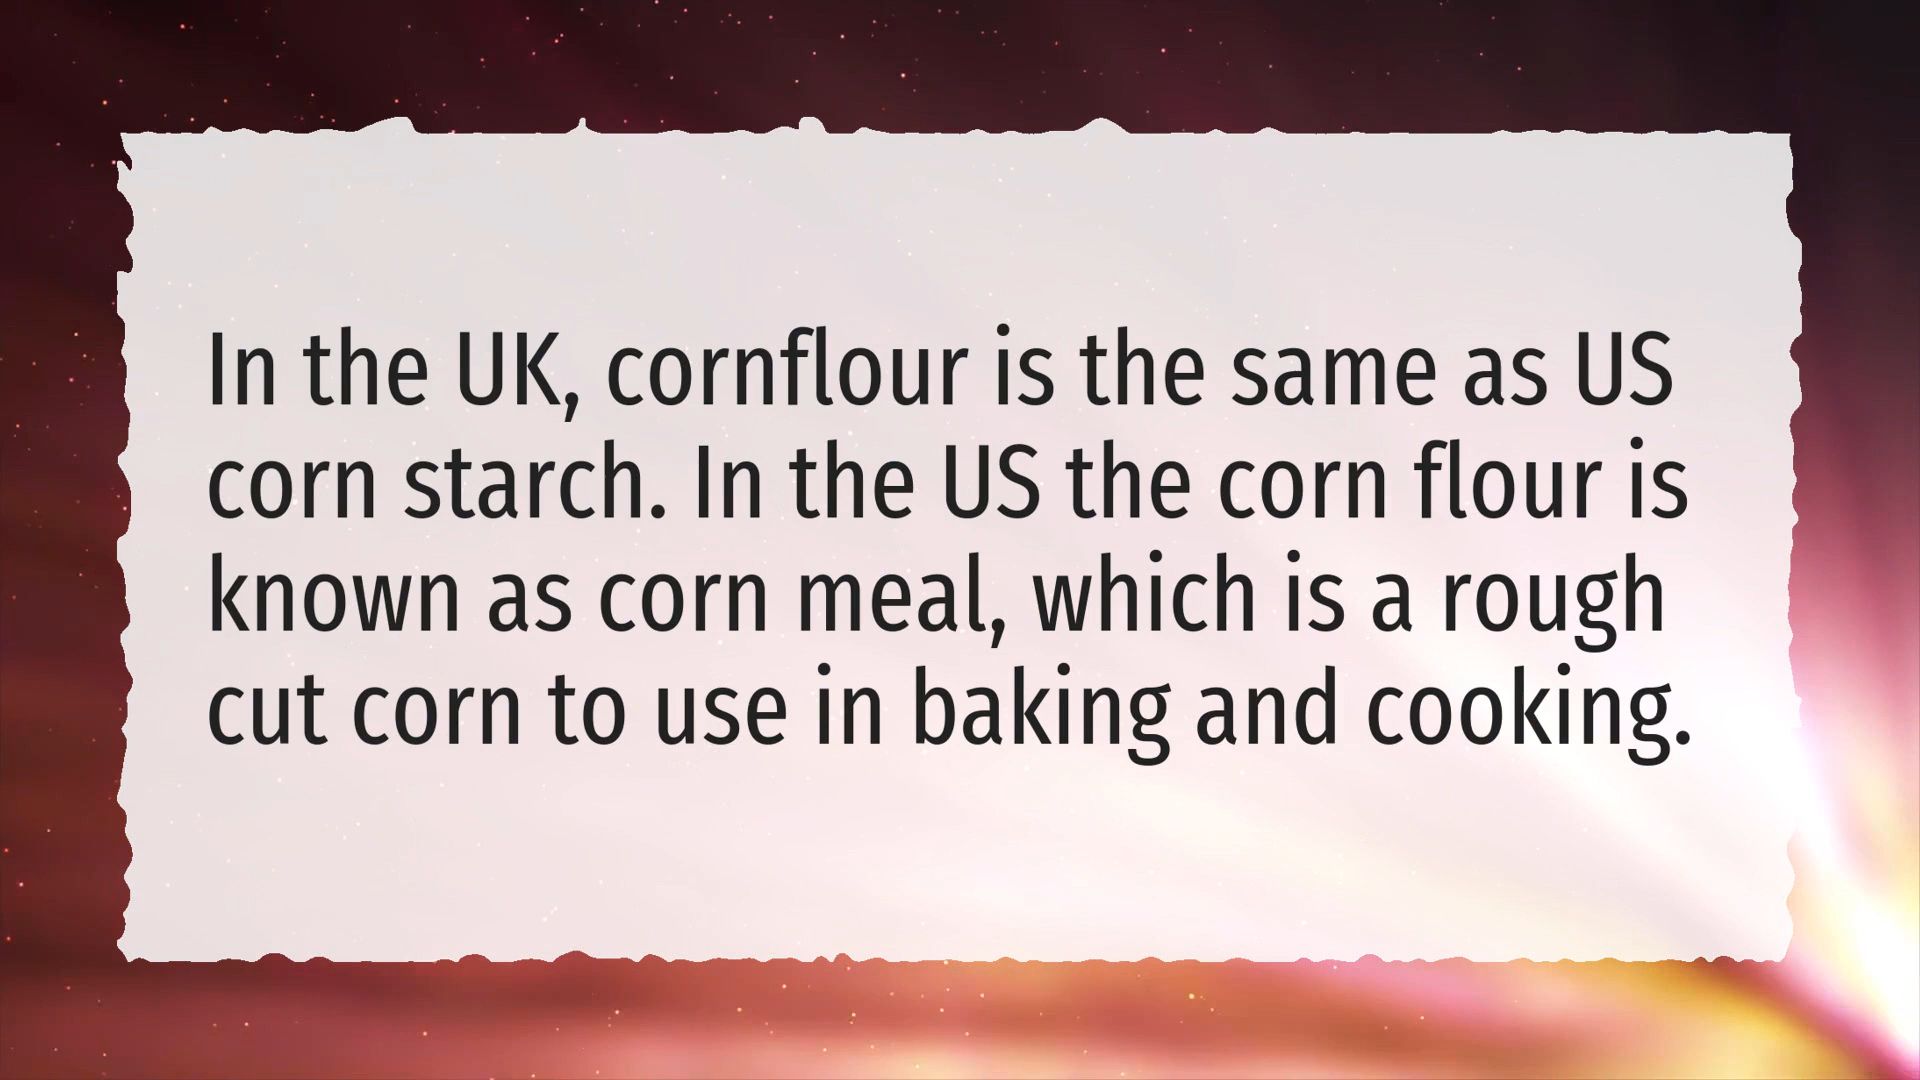 In the UK, cornflour is the same as US
corn starch. In the US the corn flour is
known as corn meal, which is a rough
cut corn to use in baking and cooking.